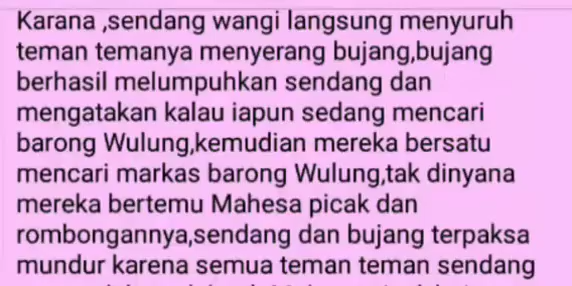 Karana ,sendang wangi langsung menyuruh
teman temanya menyerang bujang,bujang
berhasil melumpuhkan sendang dan
mengatakan kalau iapun sedang mencari
barong Wulung,kemudian mereka bersatu
mencari markas barong Wulung,tak dinyana
mereka bertemu Mahesa picak dan
rombongannya,sendang dan bujang terpaksa
mundur karena semua teman teman sendang